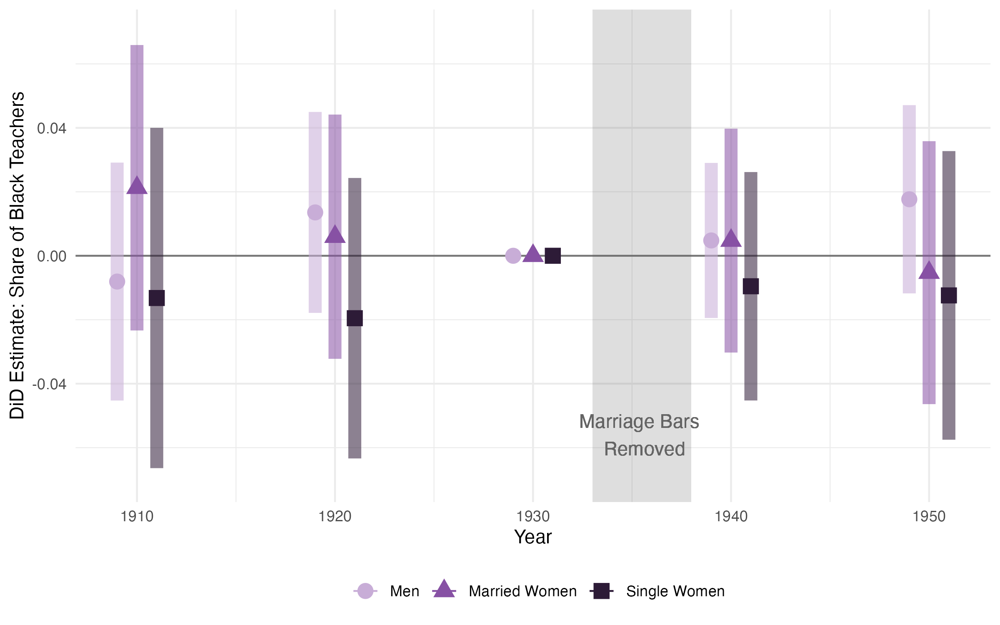 DiD Estimate: Share of Black Teachers
0.04
0.00
-0.04
Marriage Bars
Removed
1910 1920 1930 1940 1950
Year
Men Married Women Single Women